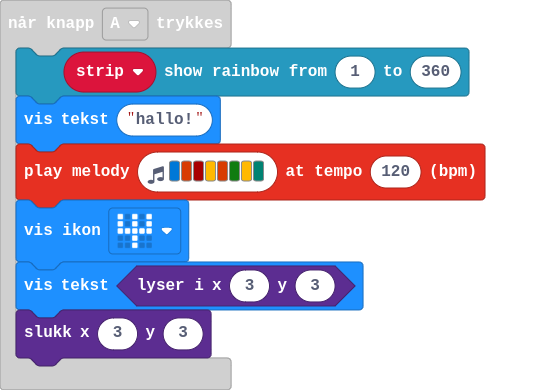 når knapp A trykkes
strip show rainbow from 1 to 360
vis tekst "hallo!"
play melody at tempo 120 (bpm)
vis ikon
vis tekst lyser i x 3 y 3
slukk x 3 y 3